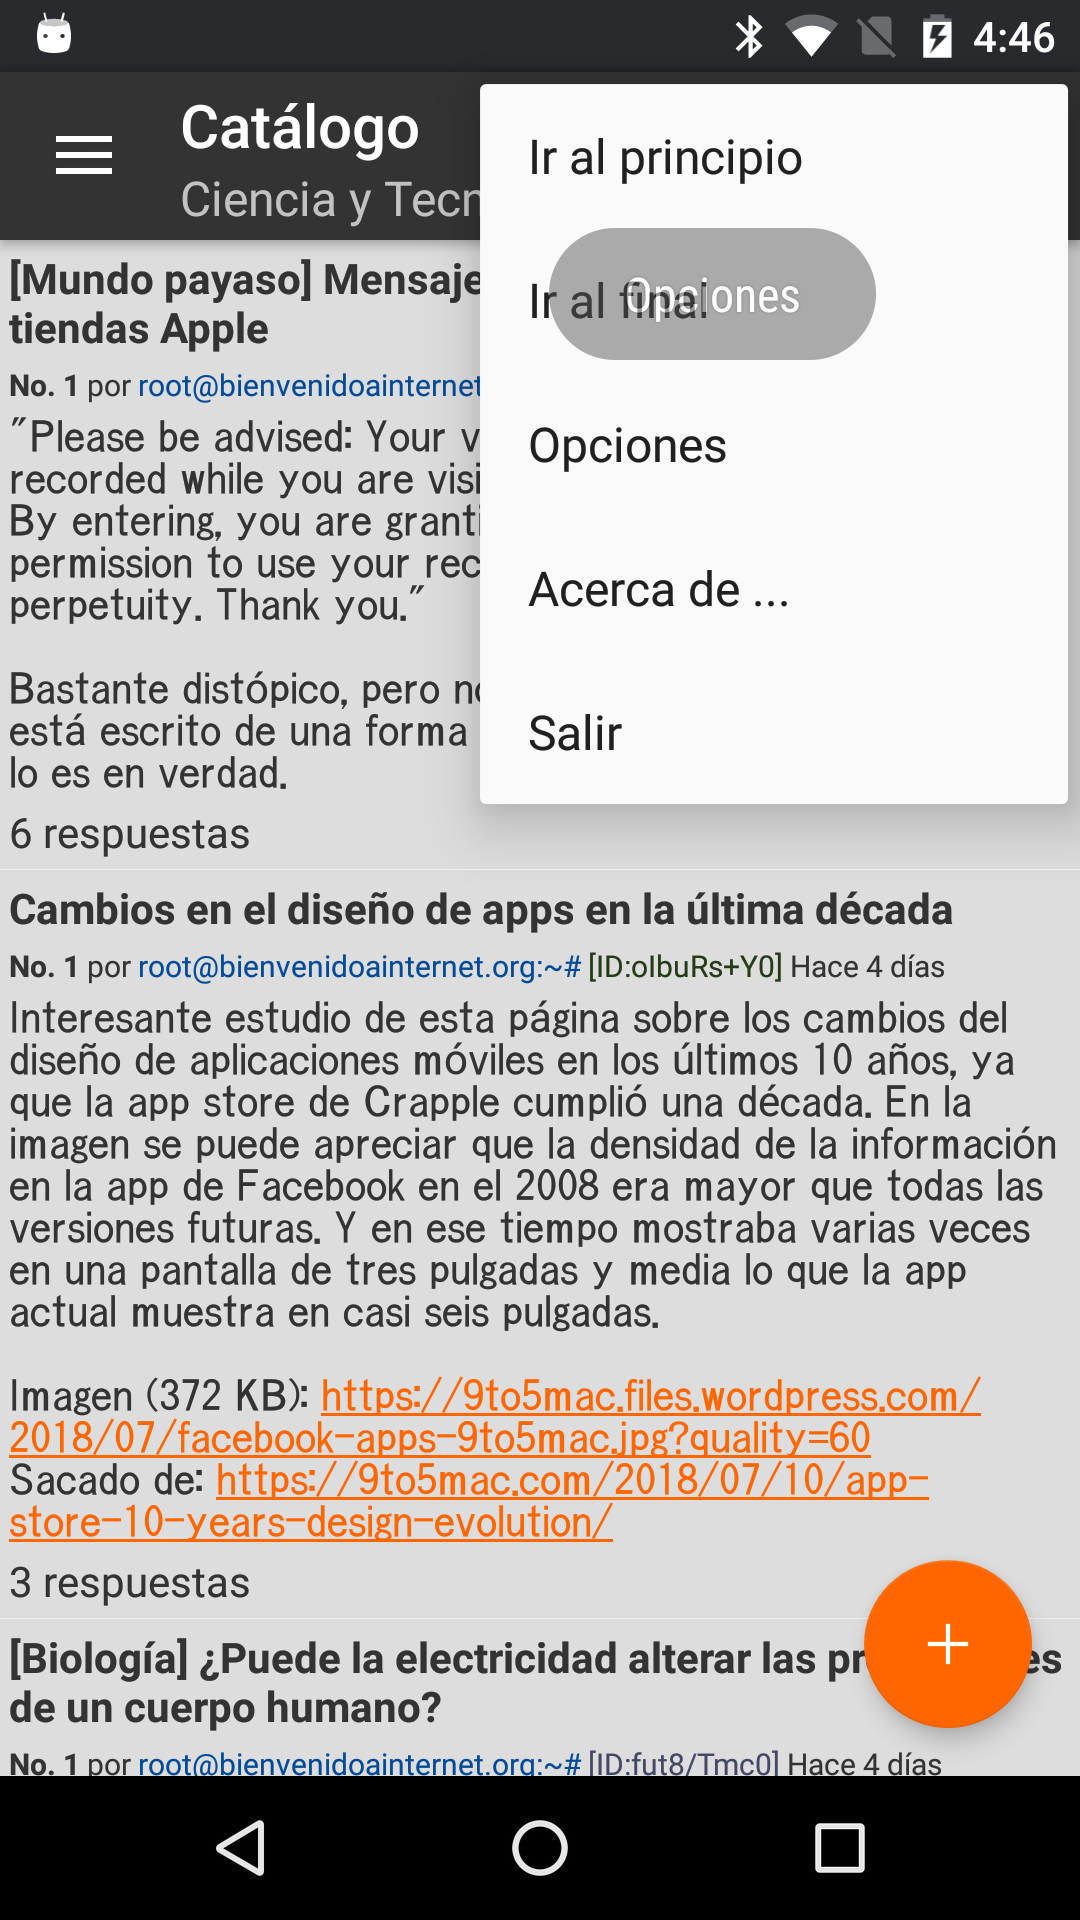 4:46
Catálogo
Ciencia y Tecn
Ir al principio
Ir al final
Opciones
Opciones
Acerca de ...
Salir
[Mundo payaso] Mensaje
tiendas Apple
No. 1 por root@bienvenidoainternet
"Please be advised: Your v
recorded while you are visi
By entering, you are granti
permission to use your rec
perpetuity. Thank you."
Bastante distópico, pero no
está escrito de una forma
lo es en verdad.
6 respuestas
Cambios en el diseño de apps en la última década
No. 1 por root@bienvenidoainternet.org:~# [ID:oIbuRs+Y0] Hace 4 días
Interesante estudio de esta página sobre los cambios del
diseño de aplicaciones móviles en los últimos 10 años, ya
que la app store de Crapple cumplió una década. En la
imagen se puede apreciar que la densidad de la información
en la app de Facebook en el 2008 era mayor que todas las
versiones futuras. Y en ese tiempo mostraba varias veces
en una pantalla de tres pulgadas y media lo que la app
actual muestra en casi seis pulgadas.
Imagen (372 KB): https://9to5mac.files.wordpress.com/
2018/07/facebook-apps-9to5mac.jpg?quality=60
Sacado de: https://9to5mac.com/2018/07/10/app-
store-10-years-design-evolution/
3 respuestas
[Biología] ¿Puede la electricidad alterar las pr es
de un cuerpo humano?
No. 1 por root@bienvenidoainternet.org:~# [ID:fut8/Tmc0] Hace 4 días